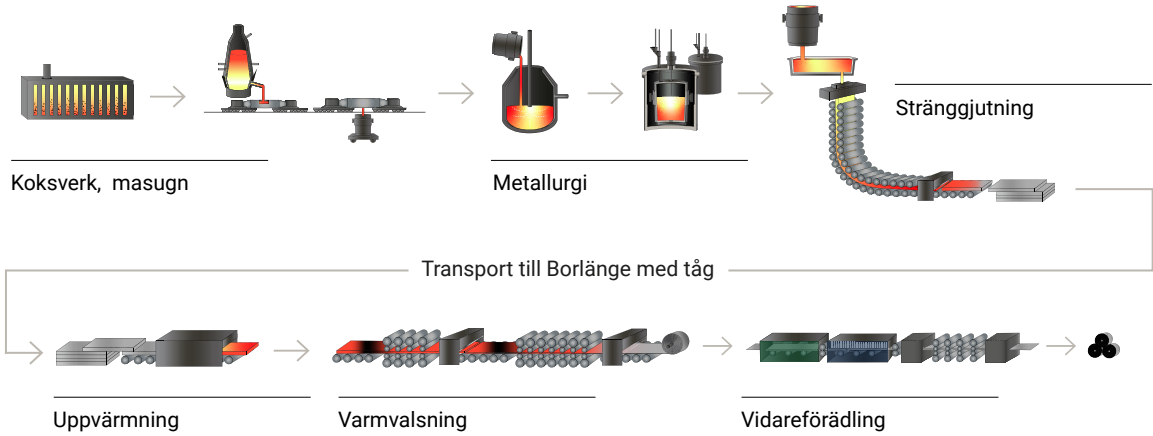 Stränggjutning
Koksverk, masugn
Metallurgi
Transport till Borlänge med tåg
Uppvärmning
Varmvalsning
Vidareförädling